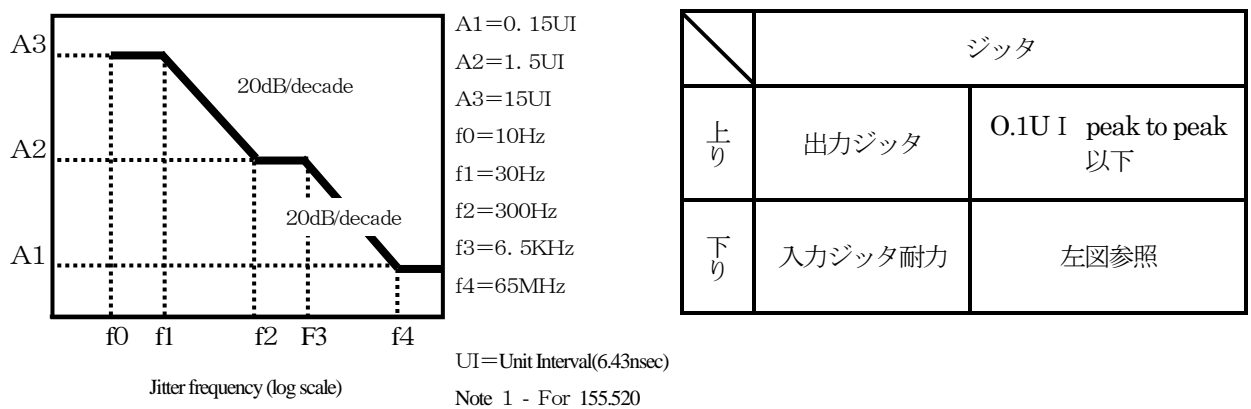 A3
A2
A1
20dB/decade
20dB/decade
f0 f1 f2 F3 f4
Jitter frequency (log scale)
A1＝0. 15UI
A2＝1. 5UI
A3＝15UI
f0＝10Hz
f1＝30Hz
f2＝300Hz
f3＝6. 5KHz
f4＝65MHz
UI＝Unit Interval(6.43nsec)
Note 1 - For 155.520
ジッタ
上り
出力ジッタ
O.1UＩ peak to peak
以下
下り
入力ジッタ耐力
左図参照